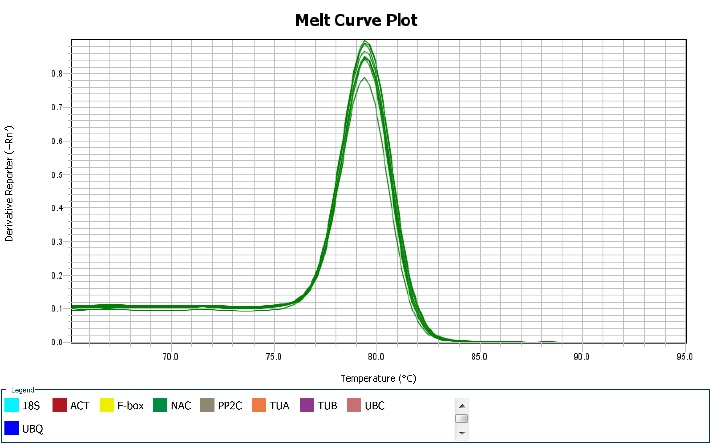 Melt Curve Plot
Derivative Reporter (-Rn')
0.8
0.7
0.6
0.5
0.4
0.3
0.2
0.1
0.0
70.0 75.0 80.0 85.0 90.0 95.0
Temperature (°C)
Legend
18S ACT F-box NAC PP2C TUA TUB UBC
UBQ